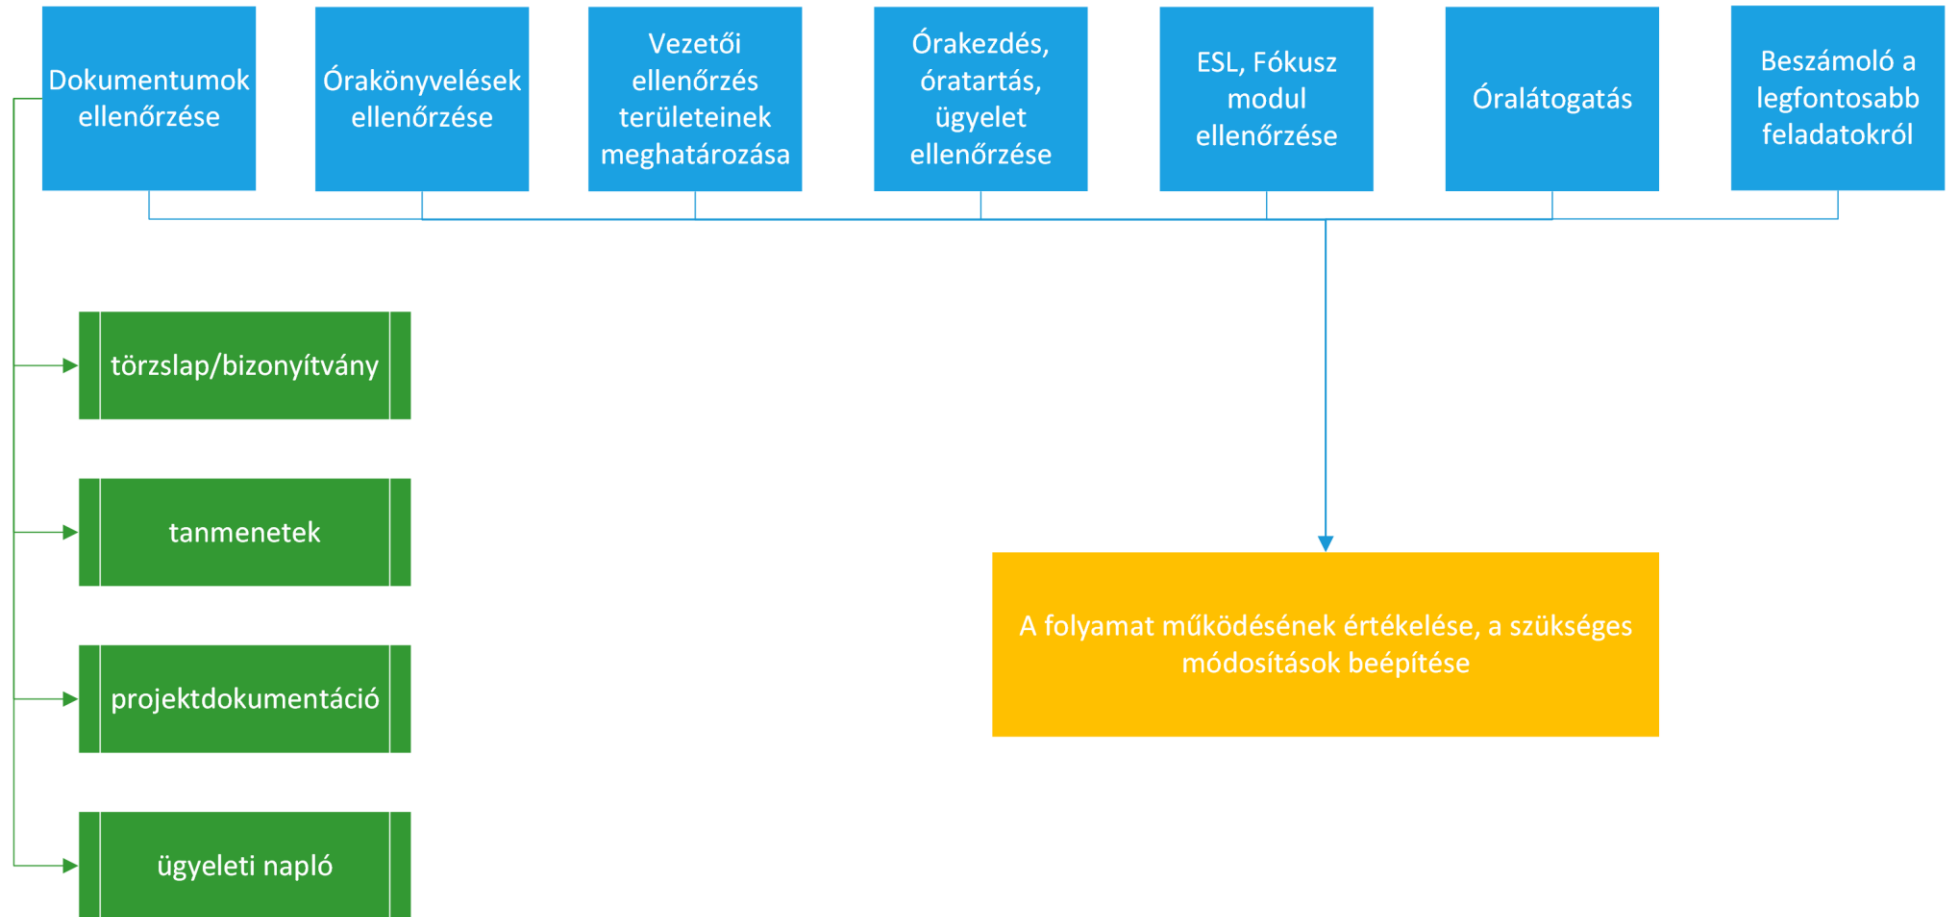 Dokumentumok
ellenőrzése
Órakönyvelések
ellenőrzése
Vezetői
ellenőrzés
területeinek
meghatározása
Órakezdés,
óratartás,
ügyelet
ellenőrzése
ESL, Fókusz
modul
ellenőrzése
Óralátogatás
Beszámoló a
legfontosabb
feladatokról
törzslap/bizonyítvány
tanmenetek
projektdokumentáció
ügyeleti napló
A folyamat működésének értékelése, a szükséges
módosítások beépítése